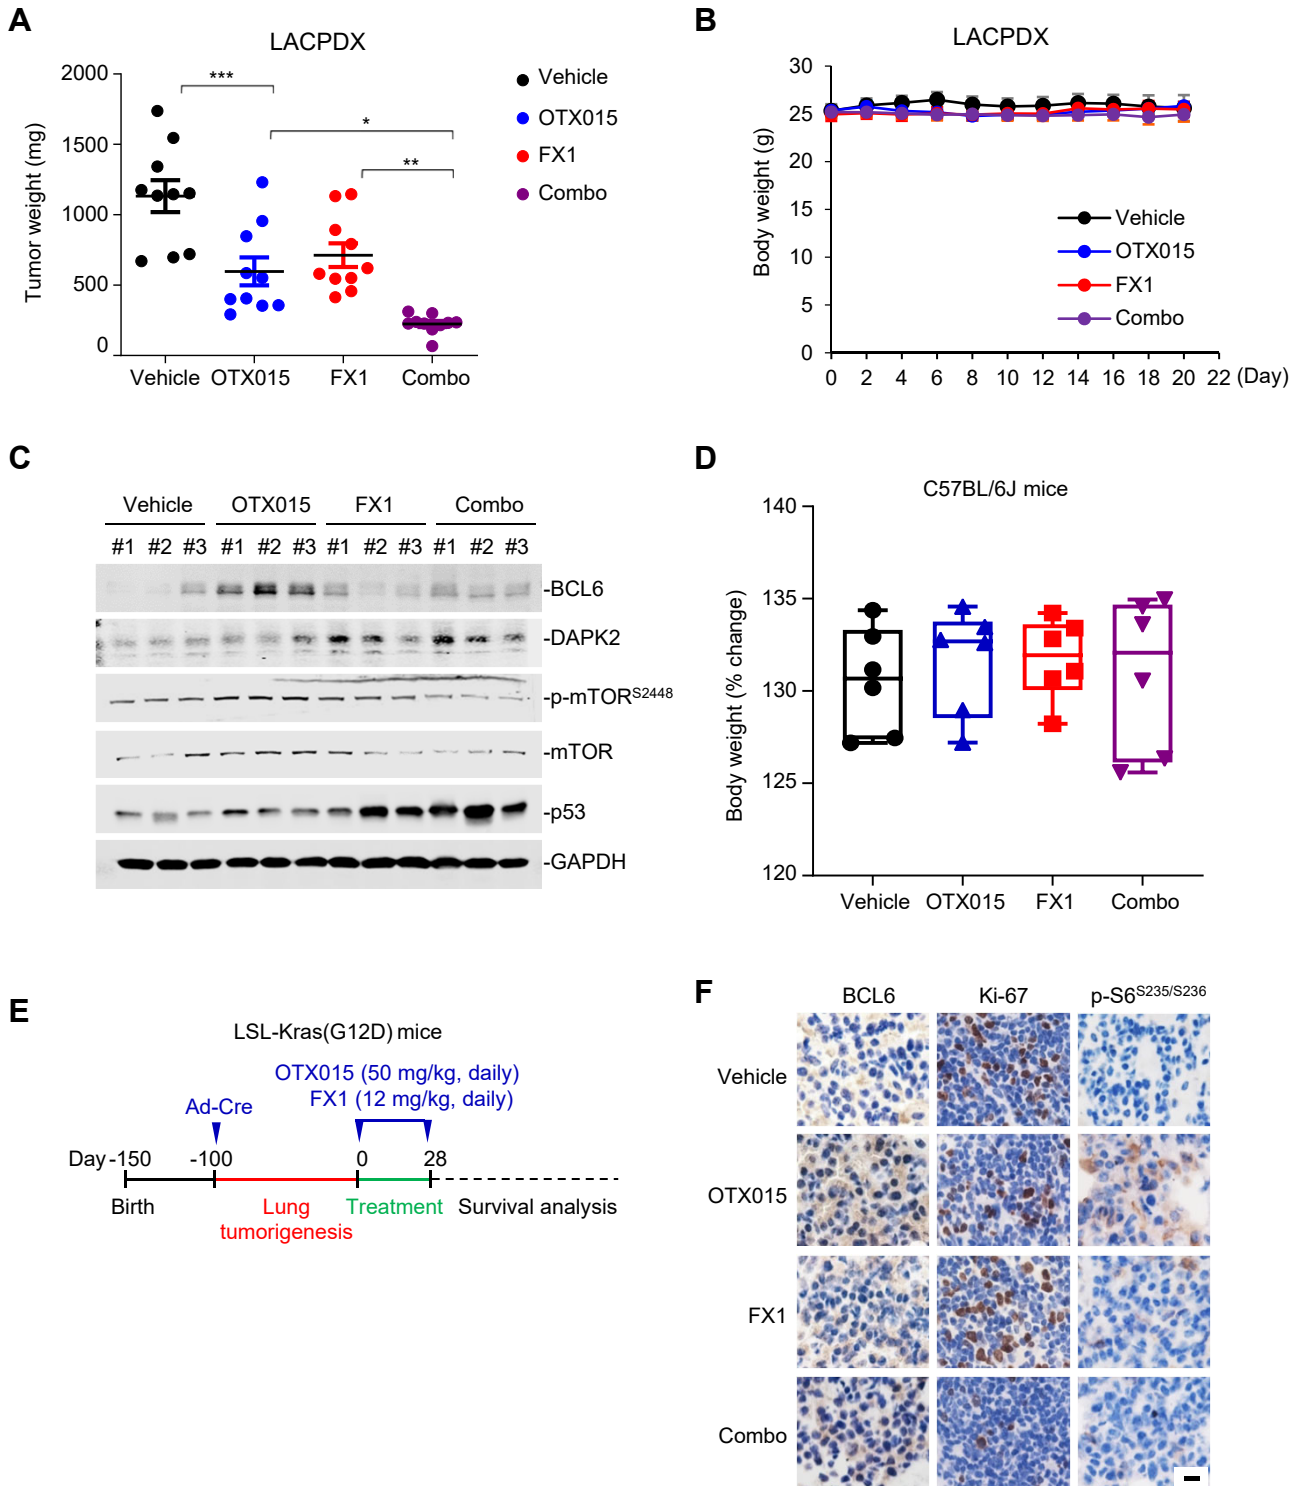 A
LACPDX
Tumor weight (mg)
2000
1500
1000
500
0
***
*
**
Vehicle
OTX015
FX1
Combo
Vehicle OTX015 FX1 Combo
B
LACPDX
Body weight (g)
30
25
20
15
10
5
0
Vehicle
OTX015
FX1
Combo
0 2 4 6 8 10 12 14 16 18 20 22 (Day)
C
Vehicle OTX015 FX1 Combo
#1 #2 #3 #1 #2 #3 #1 #2 #3 #1 #2 #3
-BCL6
-DAPK2
-p-mTORS2448
-mTOR
-p53
-GAPDH
D
C57BL/6J mice
Body weight (% change)
140
135
130
125
120
Vehicle OTX015 FX1 Combo
E
LSL-Kras(G12D) mice
OTX015 (50 mg/kg, daily)
FX1 (12 mg/kg, daily)
Ad-Cre
Day -150 -100 0 28
Birth Lung Treatment Survival analysis
tumorigenesis
F
BCL6 Ki-67 p-S6S235/S236
Vehicle
OTX015
FX1
Combo